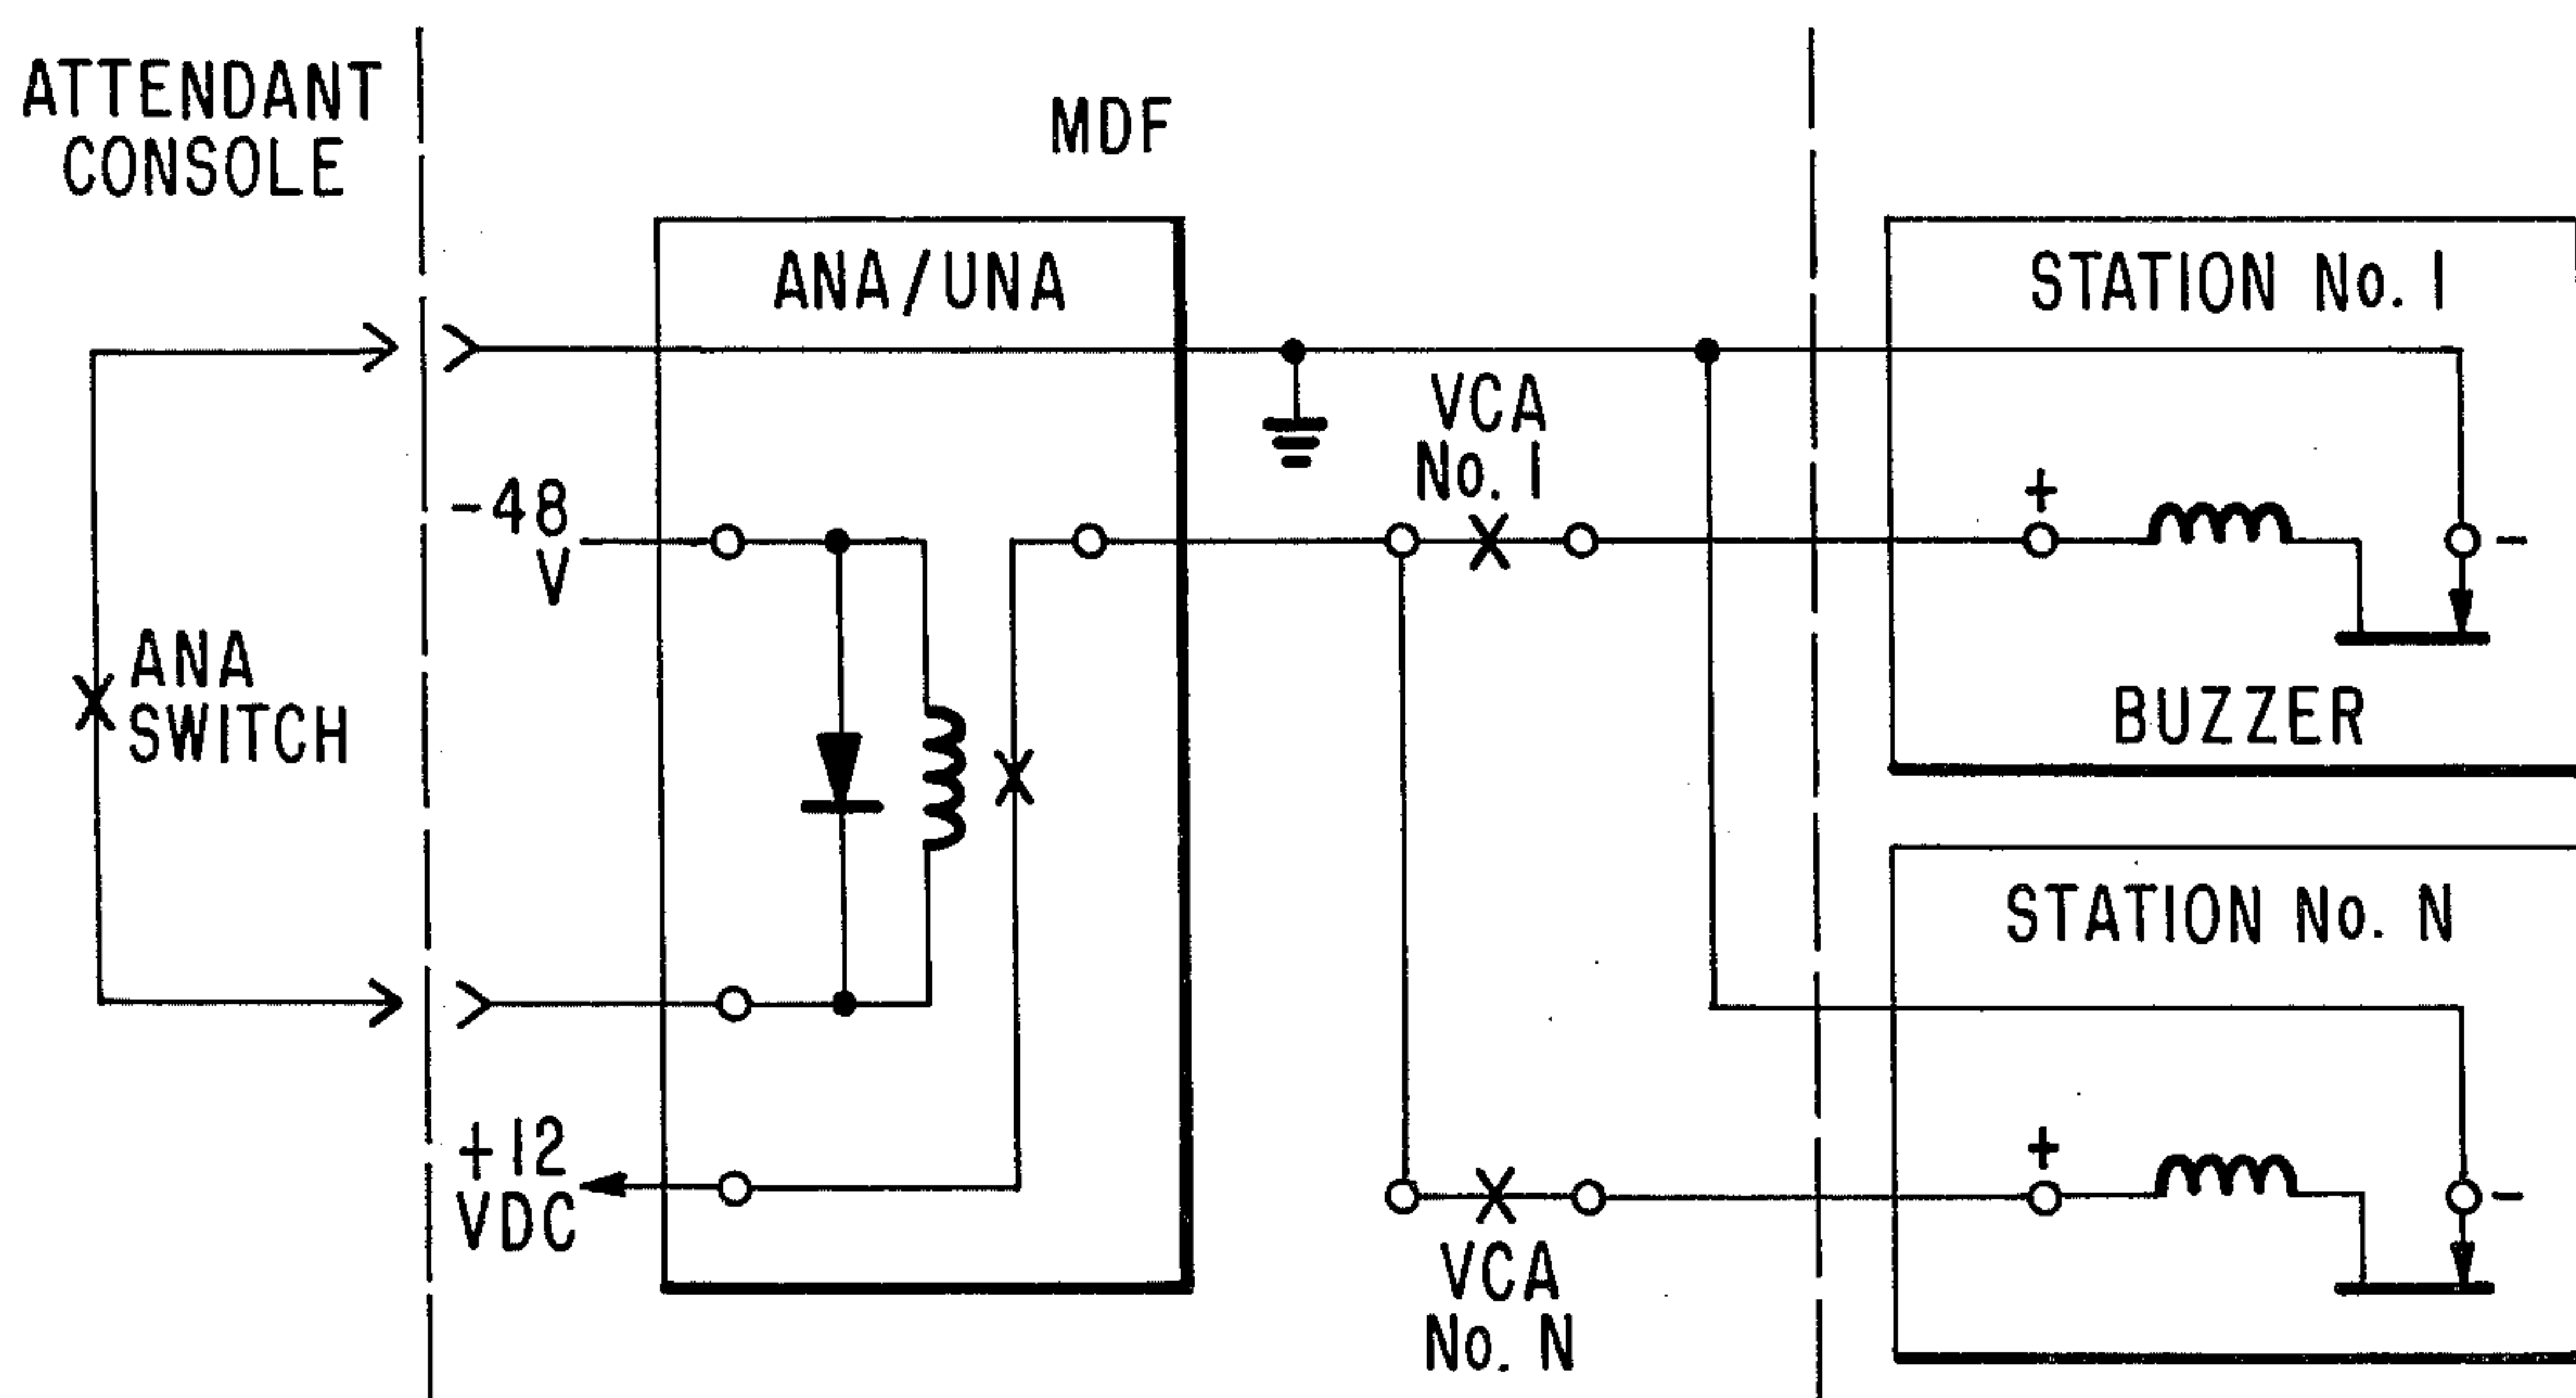 ATTENDANT
CONSOLE
MDF
ANA/UNA
STATION No. 1
VCA
No. 1
-48
V
+
-
ANA
SWITCH
BUZZER
STATION No. N
+12
VDC
+
-
VCA
No. N